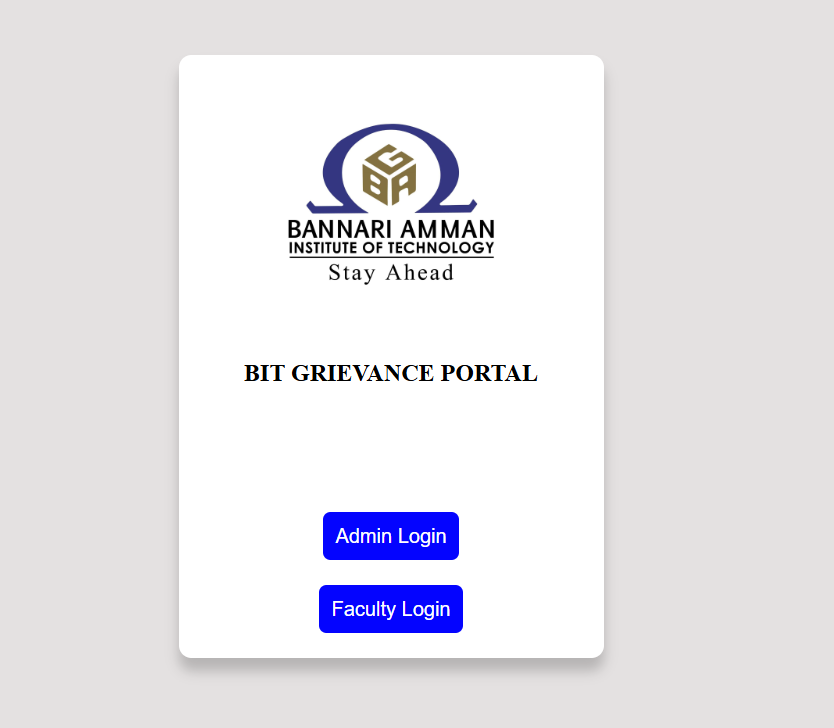 G
B A
BANNARI AMMAN
INSTITUTE OF TECHNOLOGY
Stay Ahead
BIT GRIEVANCE PORTAL
Admin Login
Faculty Login